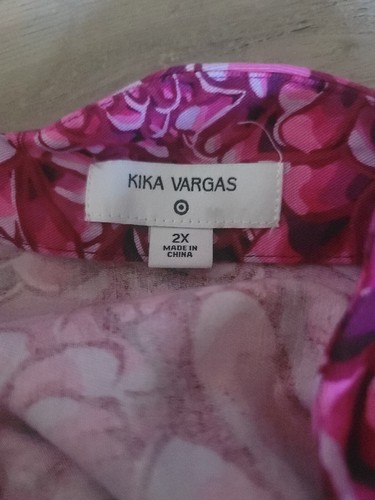 KIKA VARGAS
2X
MADE IN
CHINA